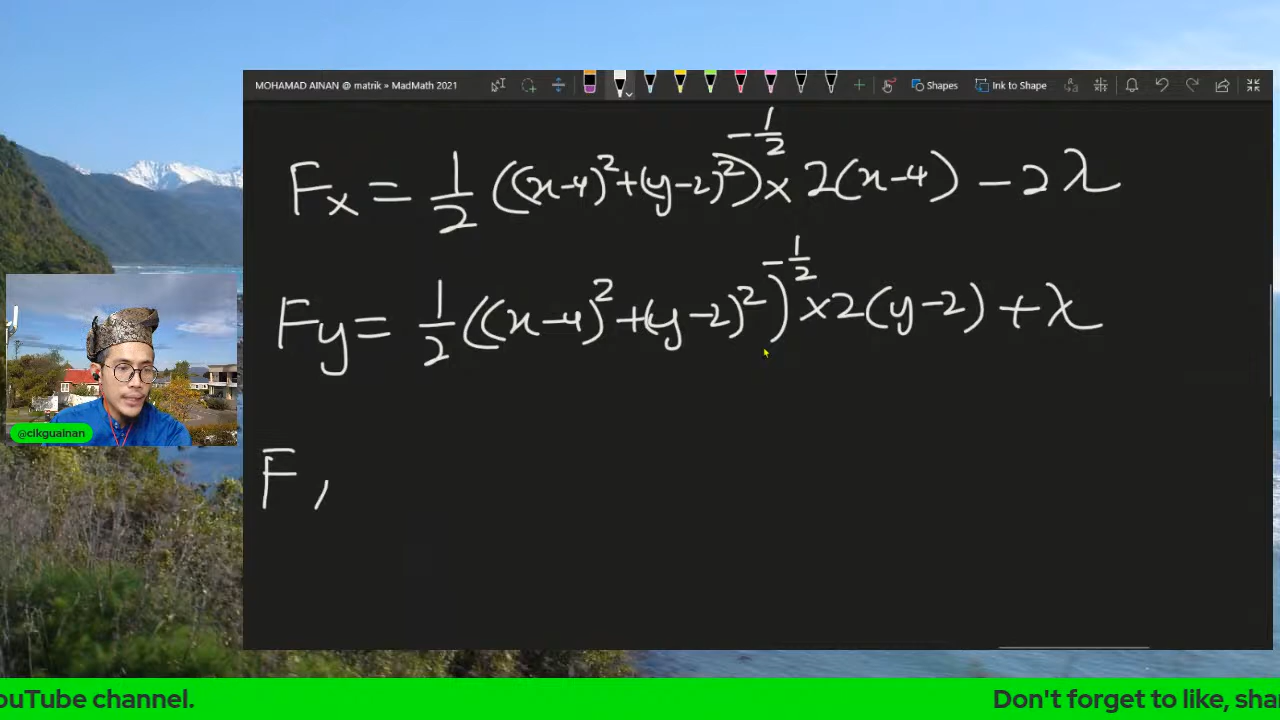 MOHAMAD AINAN @ matrik » MadMath 2021
Shapes
Ink to Shape
Fx = 1/2 ((x-4)²+(y-2)²)^(-1/2) × 2(x-4) - 2λ
Fy = 1/2 ((x-4)²+(y-2)²)^(-1/2) × 2(y-2) + λ
@cikguainan
F,
ouTube channel.
Don't forget to like, shar